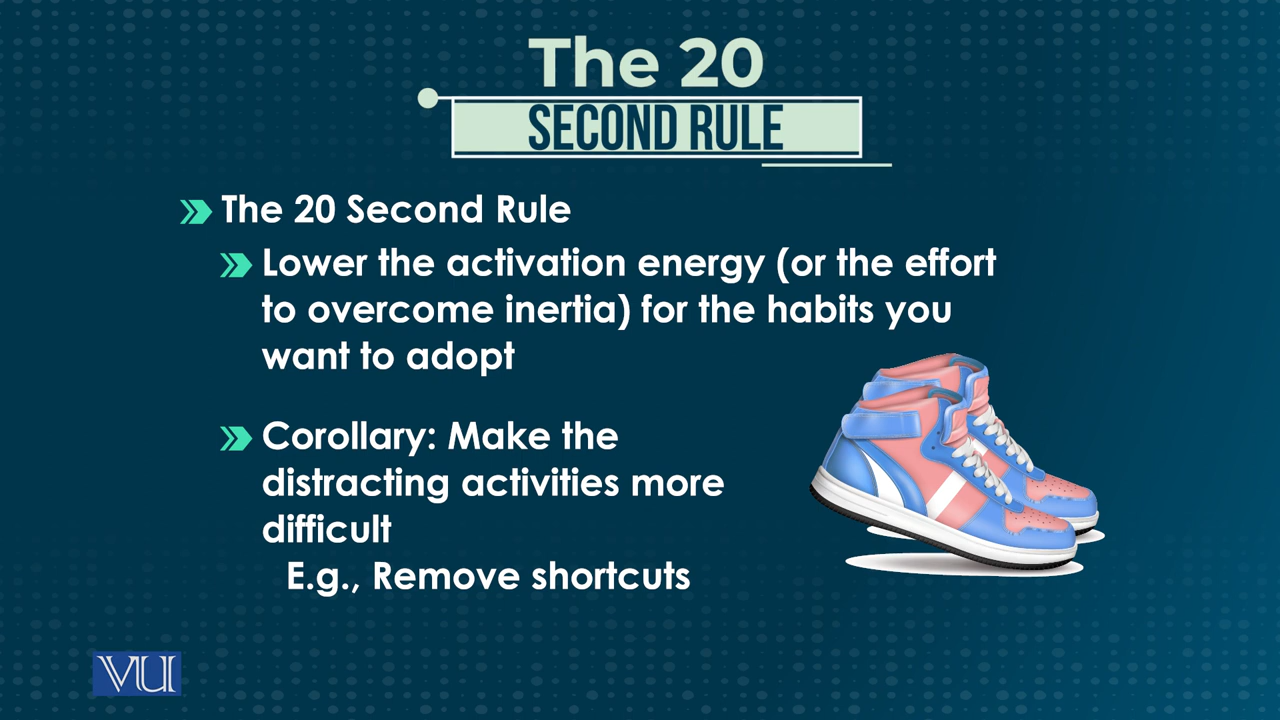 The 20
SECOND RULE
The 20 Second Rule
Lower the activation energy (or the effort
to overcome inertia) for the habits you
want to adopt
Corollary: Make the
distracting activities more
difficult
E.g., Remove shortcuts
VU